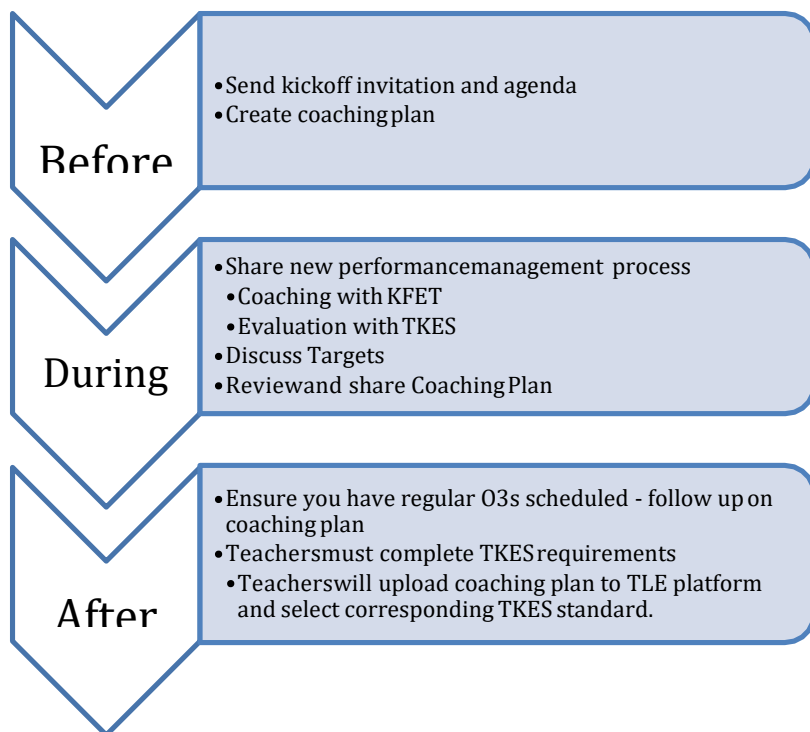 Before
•Send kickoff invitation and agenda
•Create coaching plan
During
•Share new performancemanagement process
•Coaching with KFET
•Evaluation with TKES
•Discuss Targets
•Reviewand share Coaching Plan
After
•Ensure you have regular O3s scheduled - follow up on
coaching plan
•Teachersmust complete TKES requirements
•Teacherswill upload coaching plan to TLE platform
and select corresponding TKES standard.